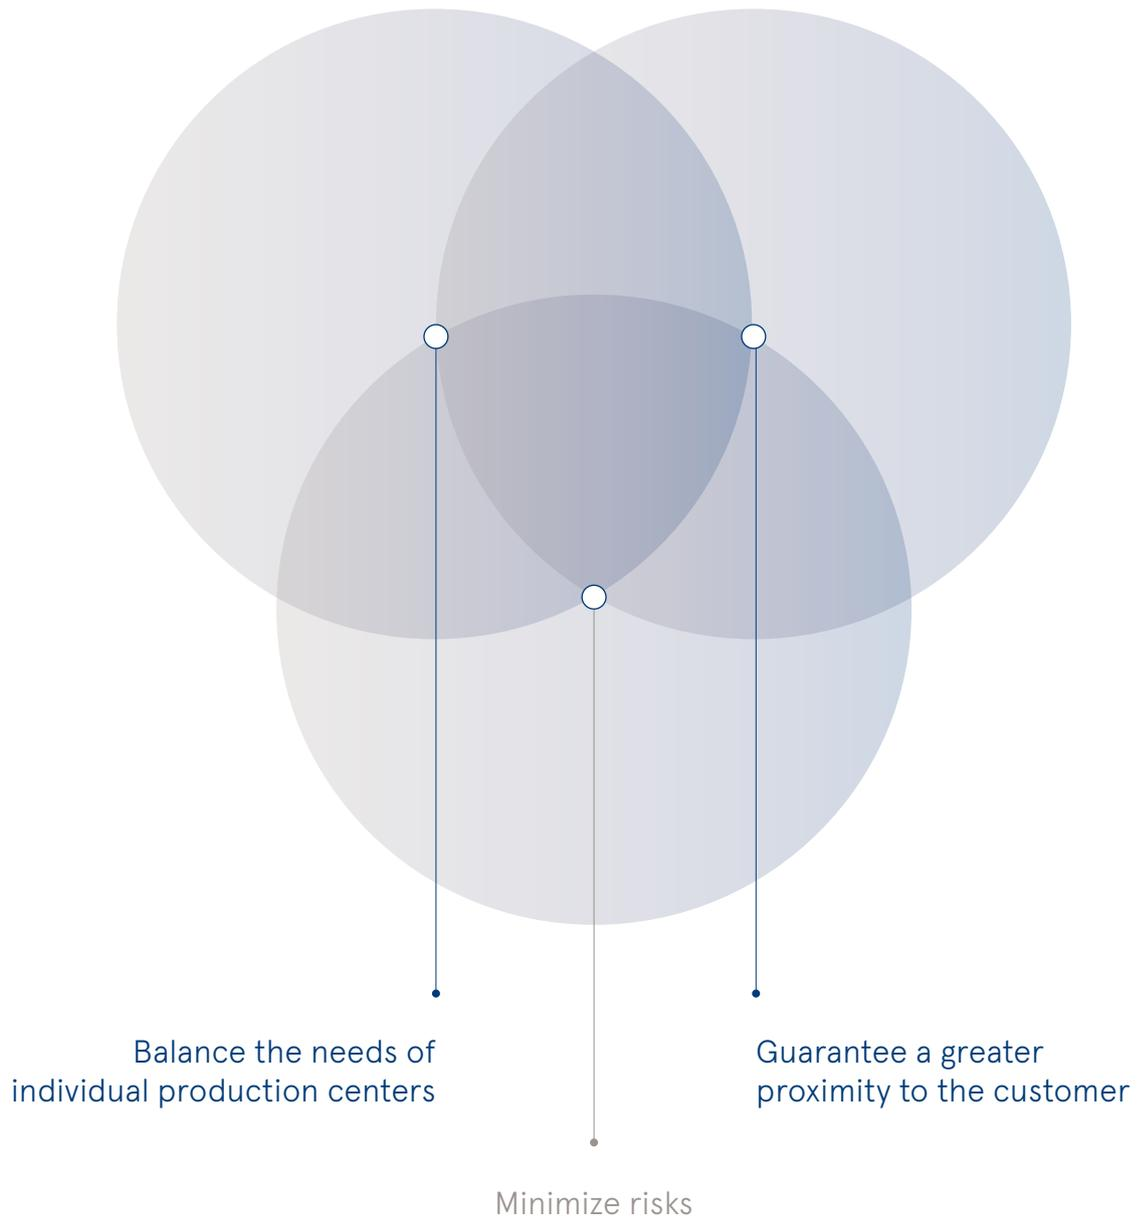 Balance the needs of
individual production centers
Guarantee a greater
proximity to the customer
Minimize risks